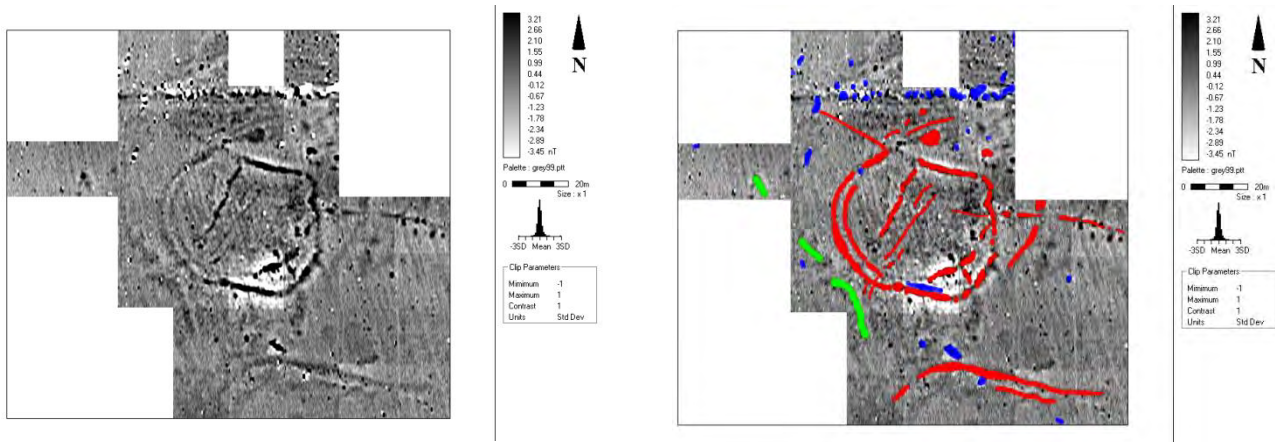 3.21
2.66
2.10
1.55
0.99
0.44
-0.12
-0.67
-1.23
-1.78
-2.34
-2.89
-3.45 nT
N
Palette : grey99.ptt
0 20m
Size : x 1
-3SD Mean 3SD
Clip Parameters
Minimum -1
Maximum 1
Contrast 1
Units Std Dev
3.21
2.66
2.10
1.55
0.99
0.44
-0.12
-0.67
-1.23
-1.78
-2.34
-2.89
-3.45 nT
N
Palette : grey99.ptt
0 20m
Size : x 1
-3SD Mean 3SD
Clip Parameters
Minimum -1
Maximum 1
Contrast 1
Units Std Dev